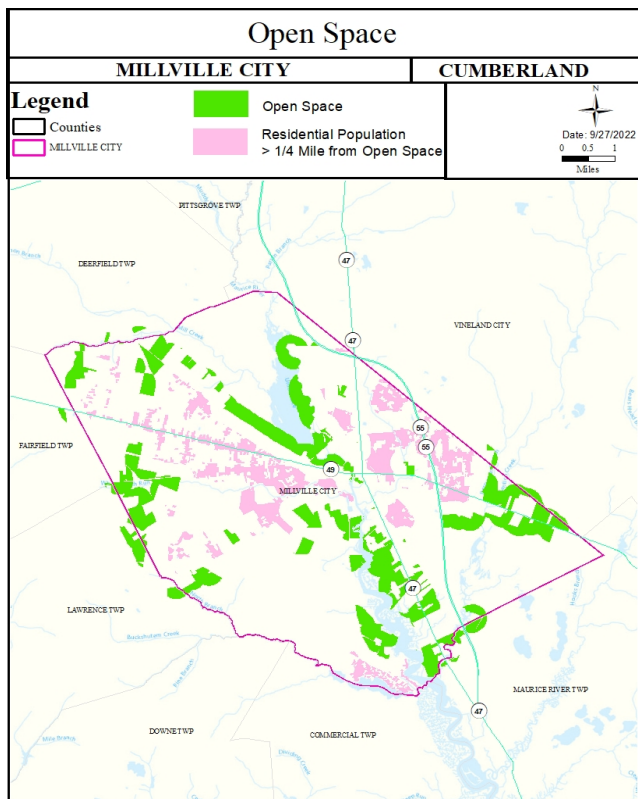 Open Space
MILLVILLE CITY
CUMBERLAND
Legend
Counties
MILLVILLE CITY
Open Space
Residential Population
> 1/4 Mile from Open Space
N
Date: 9/27/2022
0 0.5 1
Miles
PITTSGROVE TWP
DEERFIELD TWP
47
VINELAND CITY
47
55
55
FAIRFIELD TWP
49
MILLVILLE CITY
47
LAWRENCE TWP
Buckshutem Creek
MAURICE RIVER TWP
47
DOWNE TWP
COMMERCIAL TWP